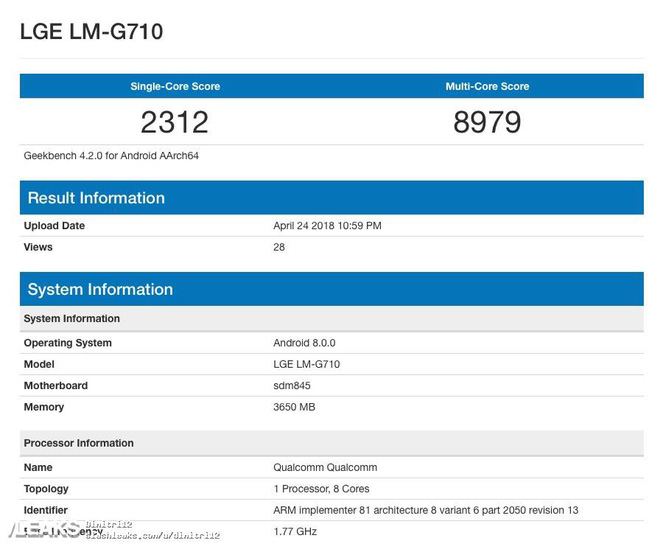 LGE LM-G710
Single-Core Score Multi-Core Score
2312 8979
Geekbench 4.2.0 for Android AArch64
Result Information
Upload Date April 24 2018 10:59 PM
Views 28
System Information
System Information
Operating System Android 8.0.0
Model LGE LM-G710
Motherboard sdm845
Memory 3650 MB
Processor Information
Name Qualcomm Qualcomm
Topology 1 Processor, 8 Cores
Identifier ARM implementer 81 architecture 8 variant 6 part 2050 revision 13
1.77 GHz
/LEAKS Dimitri12
slashleaks.com/u/dimitri12